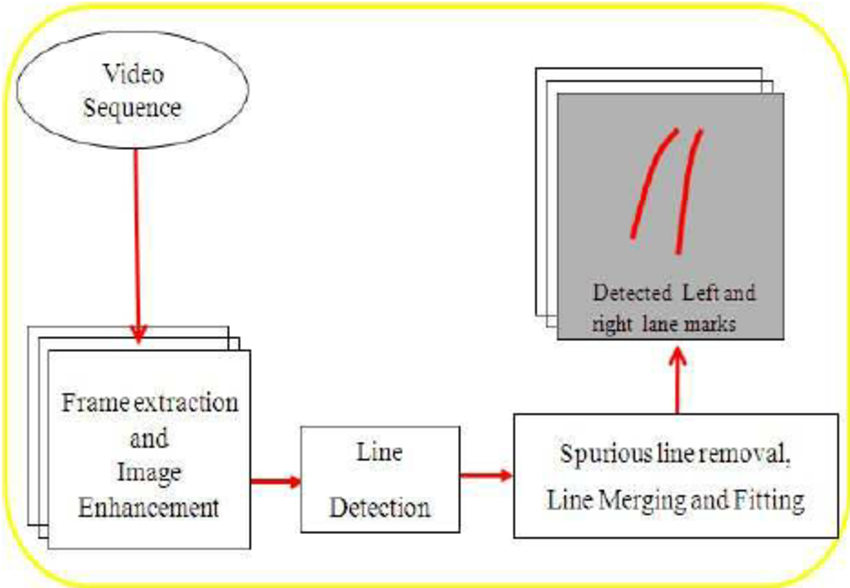 Video
Sequence
Frame extraction
and
Image
Enhancement
Line
Detection
Spurious line removal,
Line Merging and Fitting
Detected Left and
right lane marks